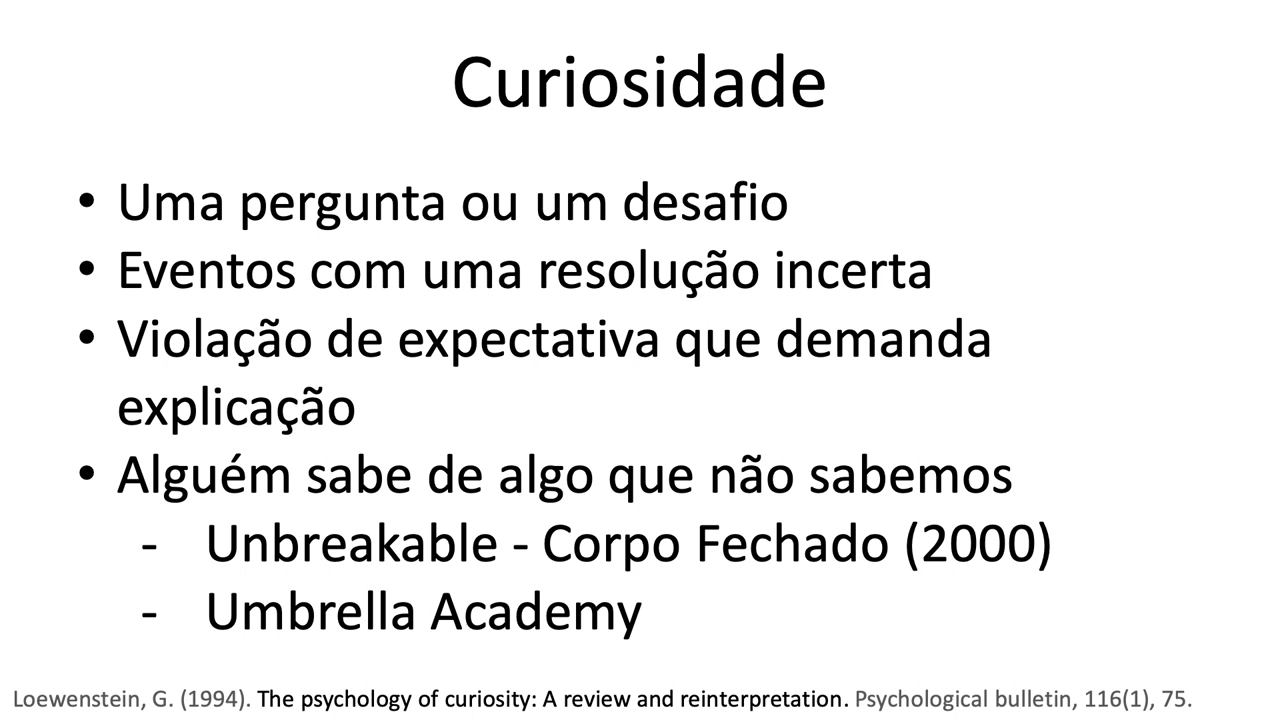 Curiosidade
• Uma pergunta ou um desafio
• Eventos com uma resolução incerta
• Violação de expectativa que demanda
explicação
• Alguém sabe de algo que não sabemos
- Unbreakable - Corpo Fechado (2000)
- Umbrella Academy
Loewenstein, G. (1994). The psychology of curiosity: A review and reinterpretation. Psychological bulletin, 116(1), 75.